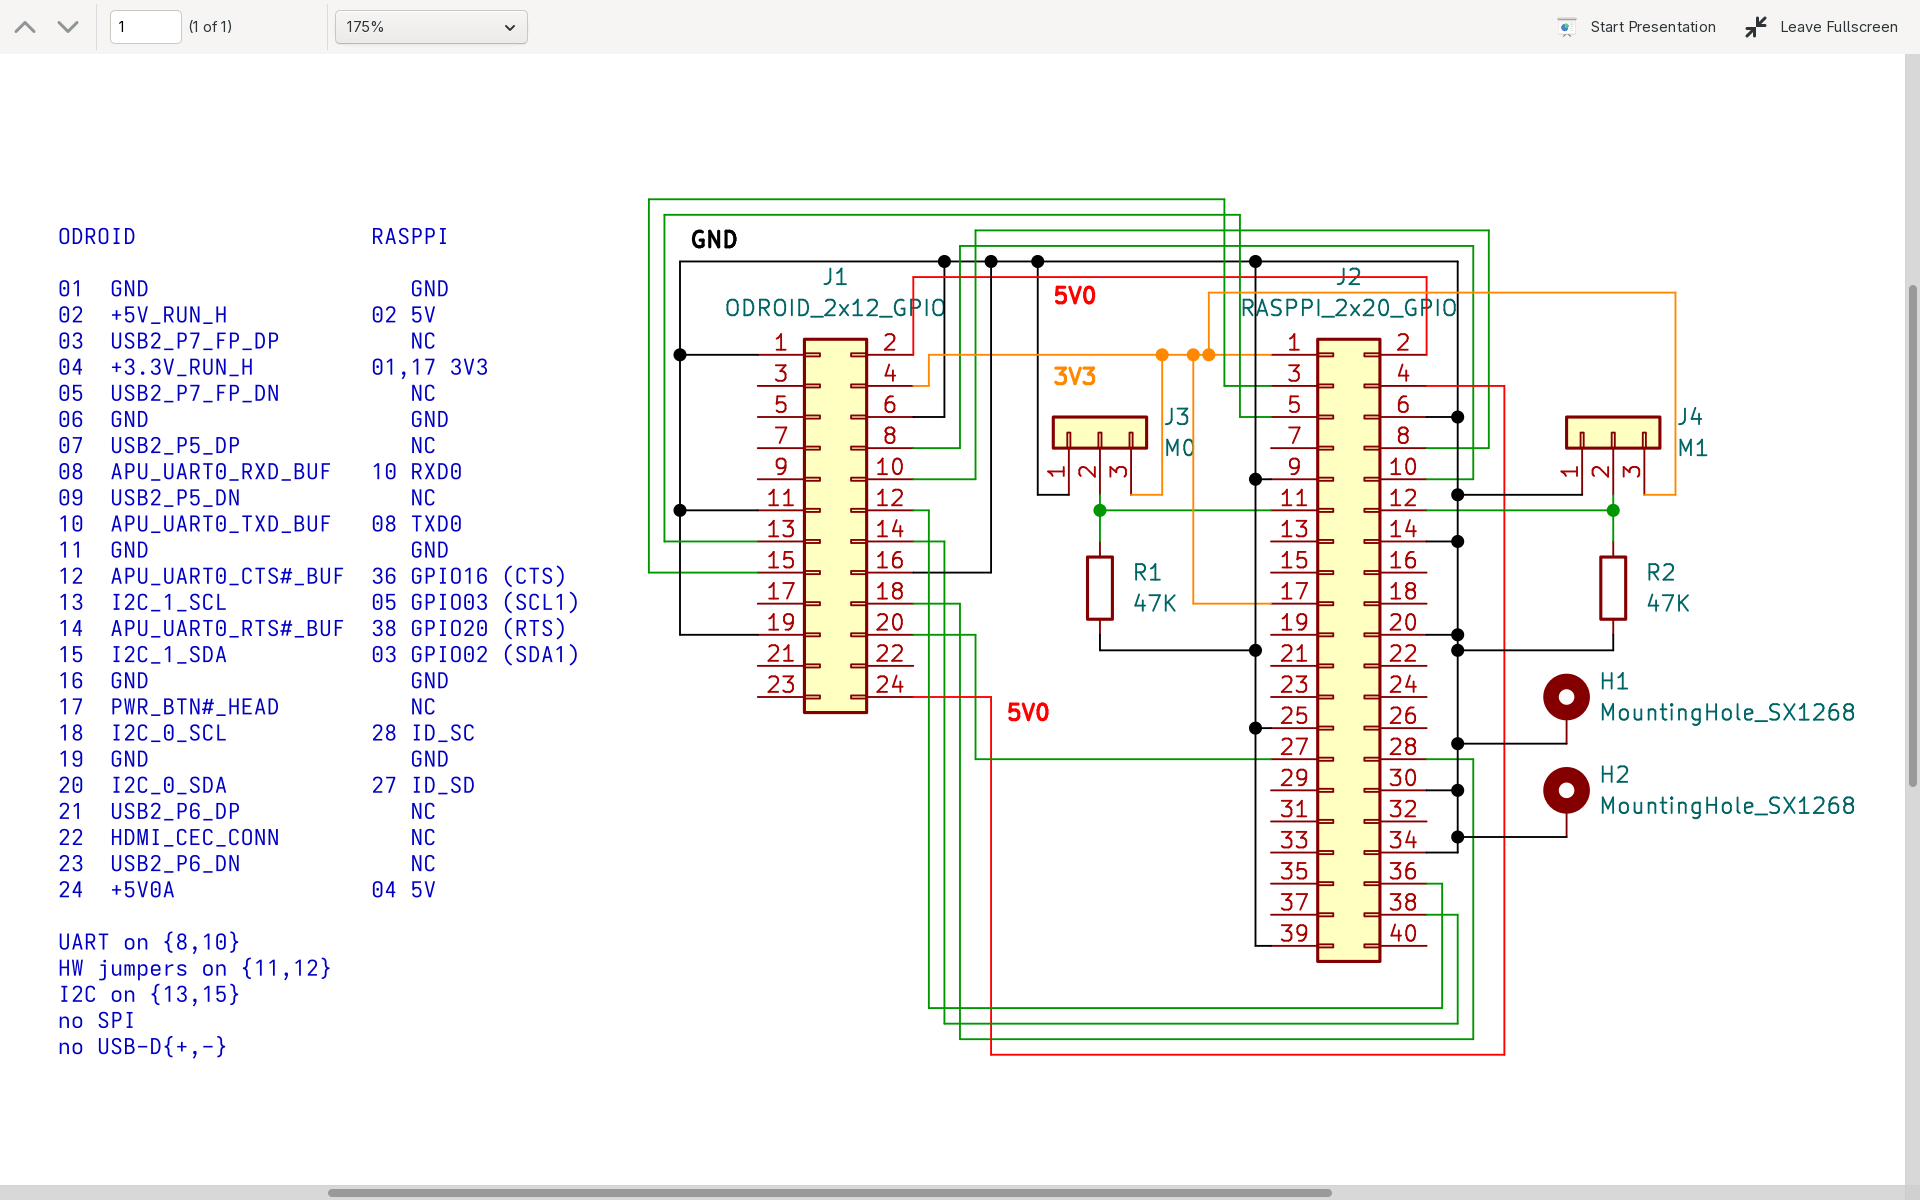 1 (1 of 1) 175% Start Presentation Leave Fullscreen
ODROID RASPPI
01 GND GND
02 +5V_RUN_H 02 5V
03 USB2_P7_FP_DP NC
04 +3.3V_RUN_H 01,17 3V3
05 USB2_P7_FP_DN NC
06 GND GND
07 USB2_P5_DP NC
08 APU_UART0_RXD_BUF 10 RXD0
09 USB2_P5_DN NC
10 APU_UART0_TXD_BUF 08 TXD0
11 GND GND
12 APU_UART0_CTS#_BUF 36 GPIO16 (CTS)
13 I2C_1_SCL 05 GPIO03 (SCL1)
14 APU_UART0_RTS#_BUF 38 GPIO20 (RTS)
15 I2C_1_SDA 03 GPIO02 (SDA1)
16 GND GND
17 PWR_BTN#_HEAD NC
18 I2C_0_SCL 28 ID_SC
19 GND GND
20 I2C_0_SDA 27 ID_SD
21 USB2_P6_DP NC
22 HDMI_CEC_CONN NC
23 USB2_P6_DN NC
24 +5V0A 04 5V
UART on {8,10}
HW jumpers on {11,12}
I2C on {13,15}
no SPI
no USB-D{+,-}
GND
J1
ODROID_2x12_GPIO
1 2
3 4
5 6
7 8
9 10
11 12
13 14
15 16
17 18
19 20
21 22
23 24
5V0
3V3
5V0
J3
M0
1 2 3
R1
47K
J2
RASPPI_2x20_GPIO
1 2
3 4
5 6
7 8
9 10
11 12
13 14
15 16
17 18
19 20
21 22
23 24
25 26
27 28
29 30
31 32
33 34
35 36
37 38
39 40
J4
M1
1 2 3
R2
47K
H1
MountingHole_SX1268
H2
MountingHole_SX1268